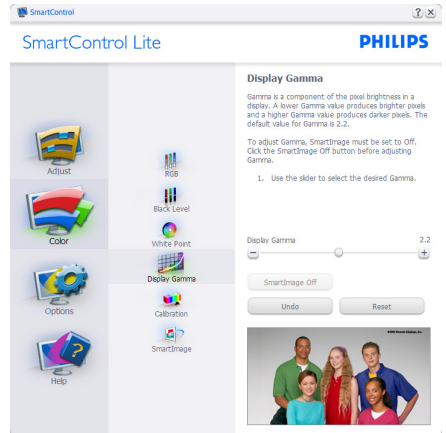 SmartControl
SmartControl Lite
PHILIPS
Adjust
Color
Options
Help
RGB
Black Level
White Point
Display Gamma
Calibration
SmartImage
Display Gamma
Gamma is a component of the pixel brightness in a
display. A lower Gamma value produces brighter pixels
and a higher Gamma value produces darker pixels. The
default value for Gamma is 2.2.
To adjust Gamma, SmartImage must be set to Off.
Click the SmartImage Off button before adjusting
Gamma.
1. Use the slider to select the desired Gamma.
Display Gamma 2.2
SmartImage Off
Undo Reset